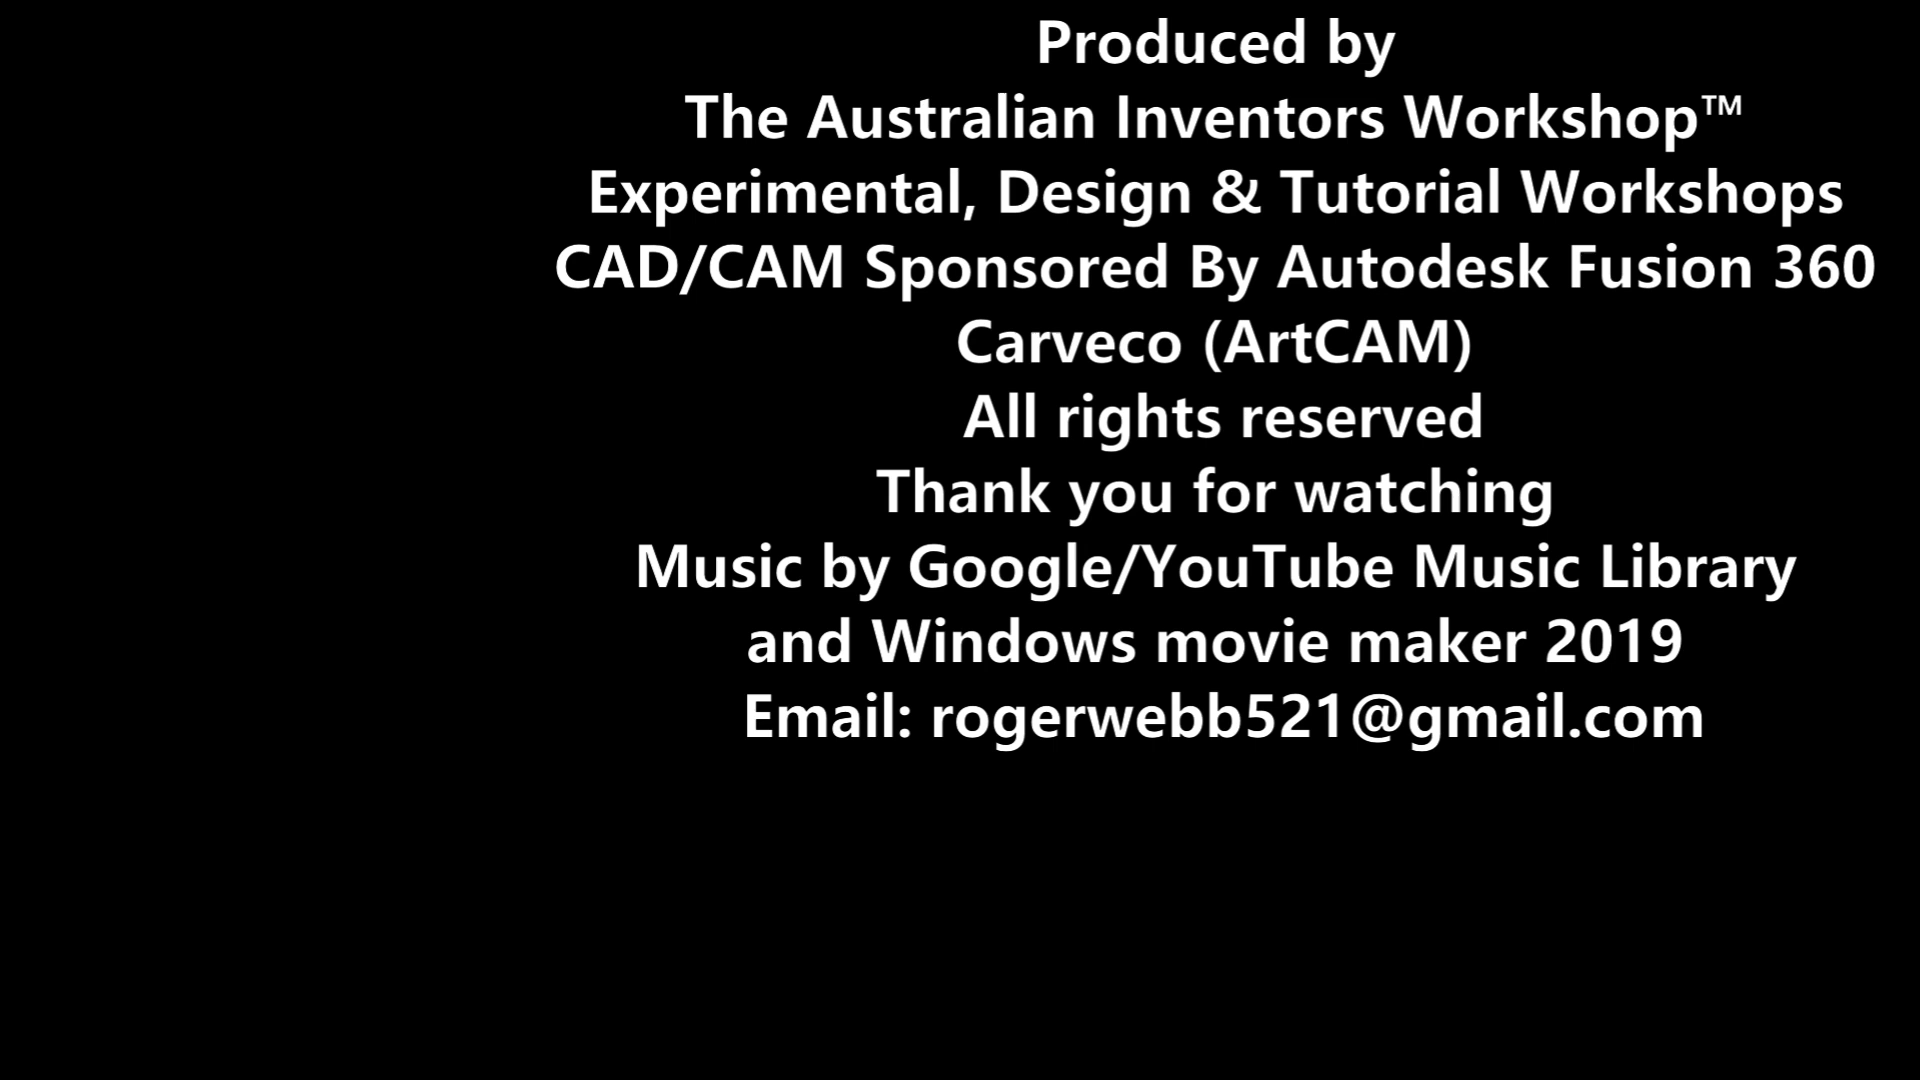 Produced by
The Australian Inventors Workshop™
Experimental, Design & Tutorial Workshops
CAD/CAM Sponsored By Autodesk Fusion 360
Carveco (ArtCAM)
All rights reserved
Thank you for watching
Music by Google/YouTube Music Library
and Windows movie maker 2019
Email: rogerwebb521@gmail.com